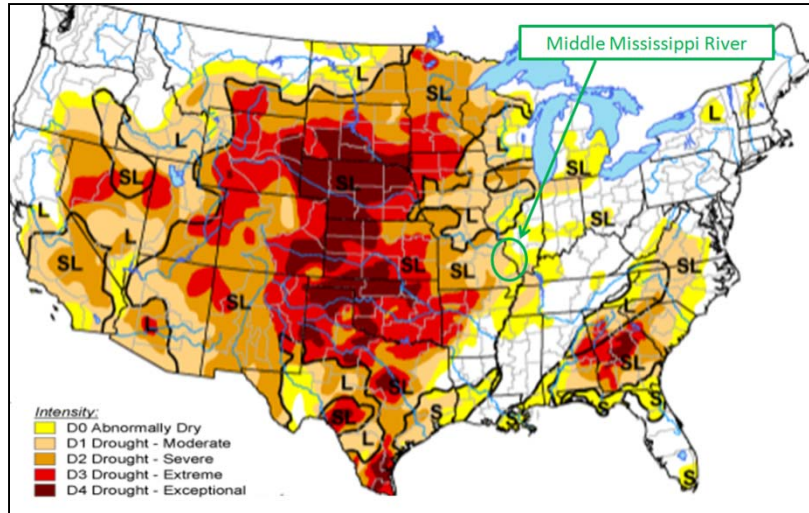 Middle Mississippi River
L
SL
L
L
SL
L
SL
SL
L
SL
L
L
SL
L
SL
SL
SL
L
SL
L
SL
L
SL
L
SL
S
S
S
S
S
Intensity:
D0 Abnormally Dry
D1 Drought - Moderate
D2 Drought - Severe
D3 Drought - Extreme
D4 Drought - Exceptional